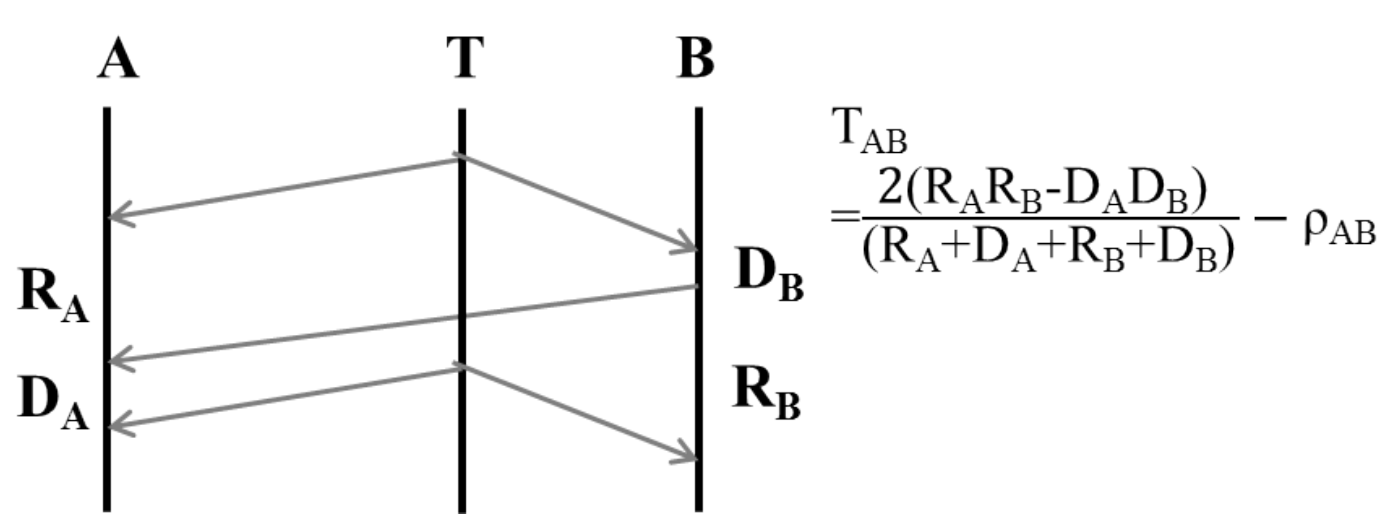 A T B
T_AB
=2(R_AR_B-D_AD_B)/(R_A+D_A+R_B+D_B) − ρ_AB
D_B
R_A
D_A
R_B